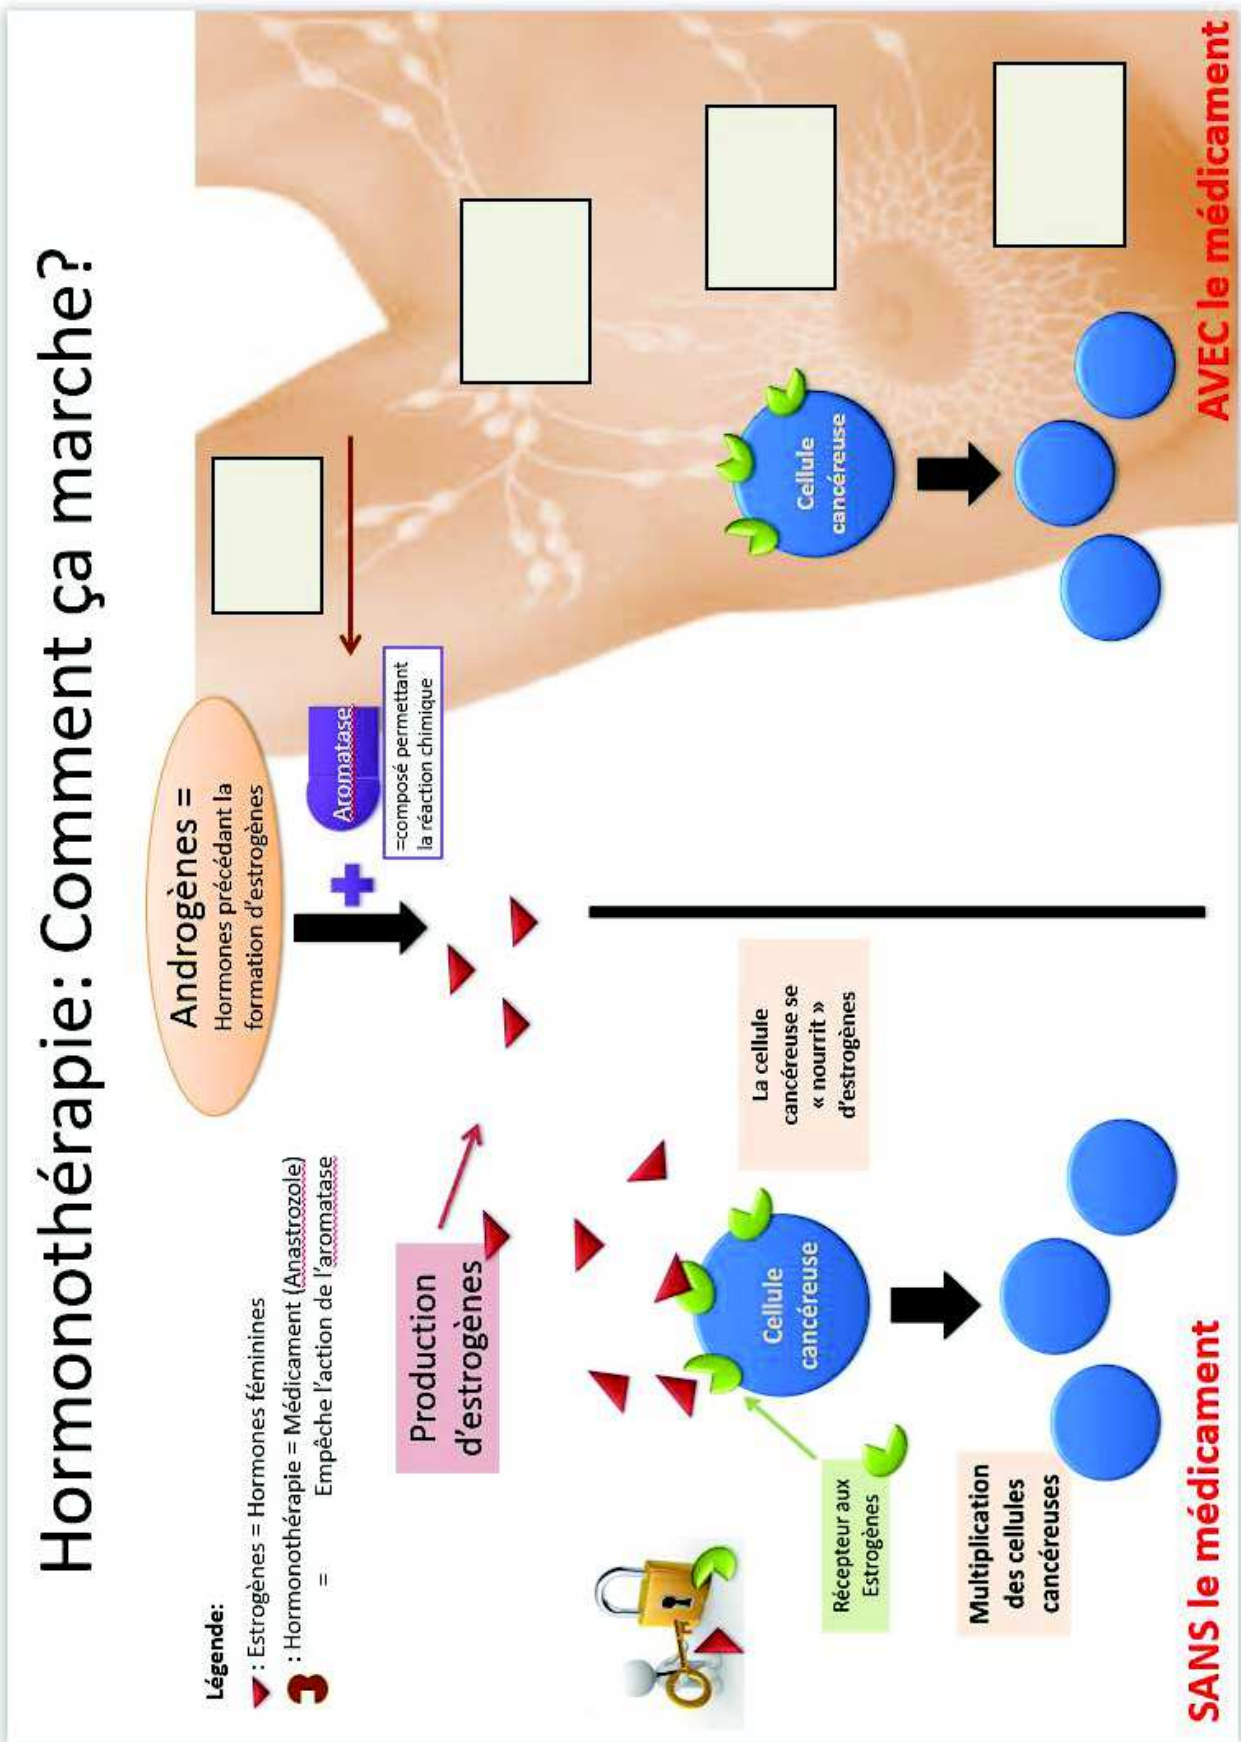 Hormonothérapie: Comment ça marche?
Légende:
: Estrogènes = Hormones féminines
: Hormonothérapie = Médicament (Anastrozole)
= Empêche l'action de l'aromatase
Androgènes =
Hormones précédant la
formation d'estrogènes
Aromatase
=composé permettant
la réaction chimique
Production
d'estrogènes
La cellule
cancéreuse se
« nourrit »
d'estrogènes
Cellule
cancéreuse
Récepteur aux
Estrogènes
Multiplication
des cellules
cancéreuses
SANS le médicament
Cellule
cancéreuse
AVEC le médicament